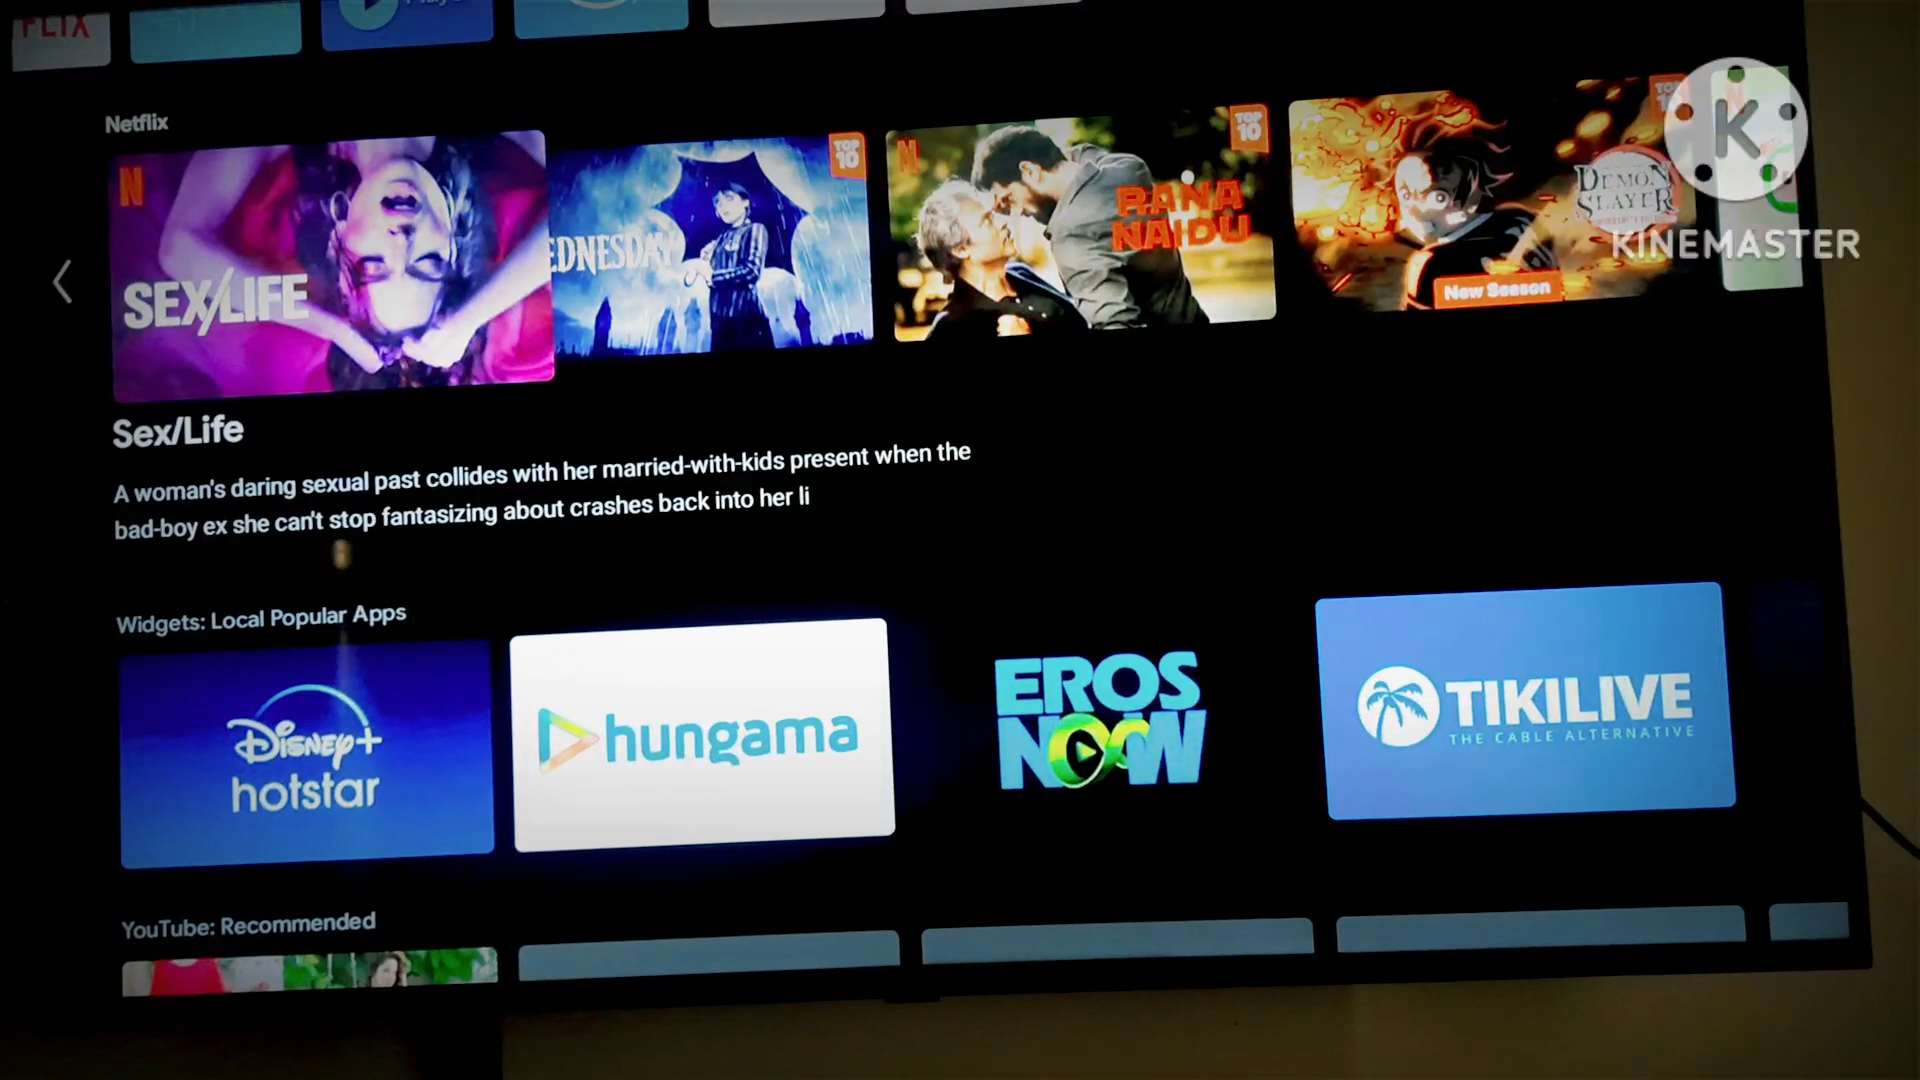 FLIX
Netflix
N
SEX/LIFE
EDNESDAY
TOP
10
N
RANA
NAIDU
TOP
10
DEMON
SLAYER
New Season
K
KINEMASTER
Sex/Life
A woman's daring sexual past collides with her married-with-kids present when the
bad-boy ex she can't stop fantasizing about crashes back into her li
Widgets: Local Popular Apps
Disney+
hotstar
hungama
EROS
NOW
TIKILIVE
THE CABLE ALTERNATIVE
YouTube: Recommended